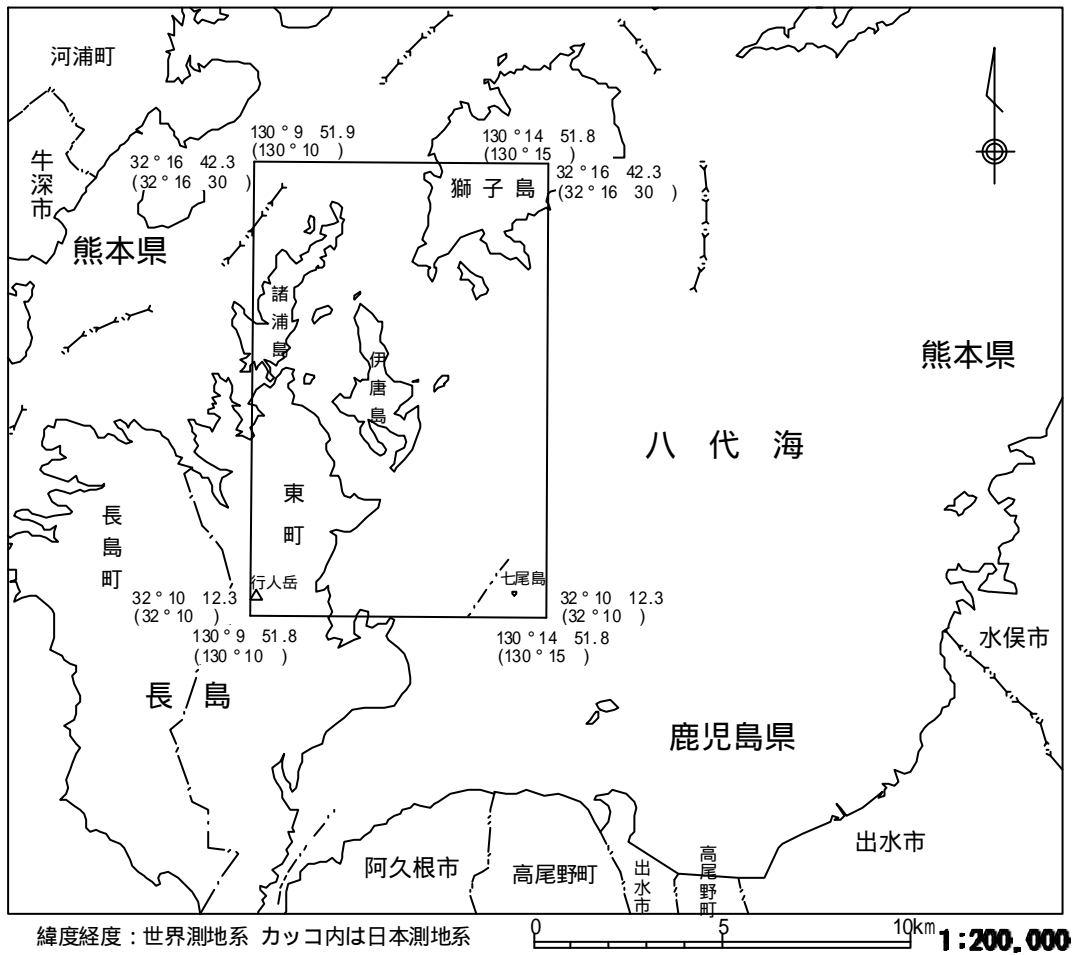 河浦町
130°9 51.9
(130°10 )
130°14 51.8
(130°15 )
32°16 42.3
(32°16 30 )
32°16 42.3
(32°16 30 )
牛深市
獅子島
熊本県
諸浦島
伊唐島
熊本県
八代海
東町
長島町
行人岳
七尾島
32°10 12.3
(32°10 )
32°10 12.3
(32°10 )
130°9 51.8
(130°10 )
130°14 51.8
(130°15 )
水俣市
長島
鹿児島県
出水市
阿久根市
高尾野町
出水市
高尾野町
緯度経度：世界測地系 カッコ内は日本測地系
0 5 10km
1:200,000